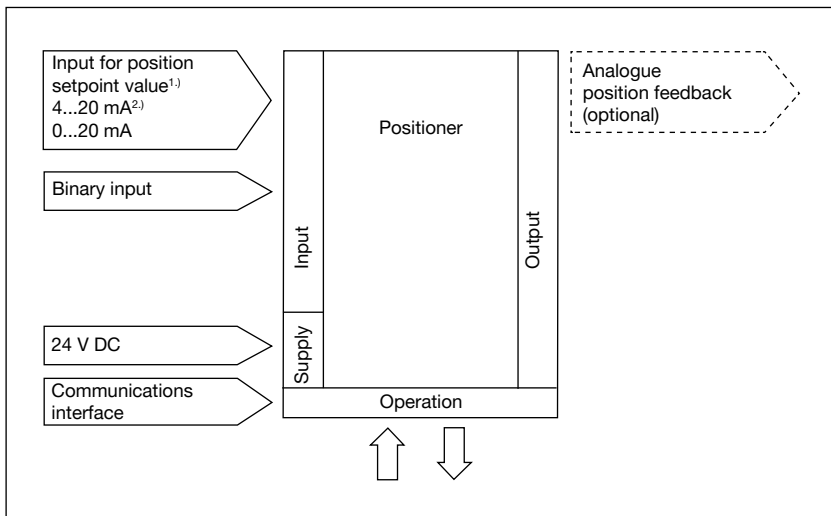 Input for position
setpoint value1.)
4...20 mA2.)
0...20 mA
Binary input
24 V DC
Communications
interface
Input
Supply
Positioner
Output
Operation
Analogue
position feedback
(optional)